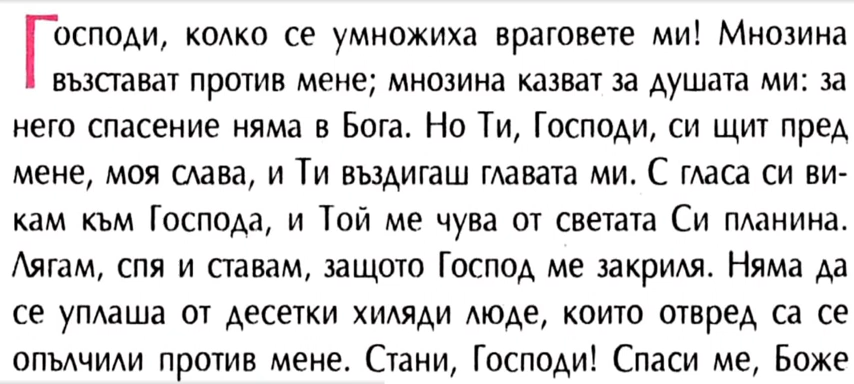 Господи, колко се умножиха враговете ми! Мнозина
възстават против мене; мнозина казват за душата ми: за
него спасение няма в Бога. Но Ти, Господи, си щит пред
мене, моя слава, и Ти въздигаш главата ми. С гласа си ви-
кам към Господа, и Той ме чува от светата Си планина.
Лягам, спя и ставам, защото Господ ме закриля. Няма да
се уплаша от десетки хиляди люде, които отвред са се
опълчили против мене. Стани, Господи! Спаси ме, Боже